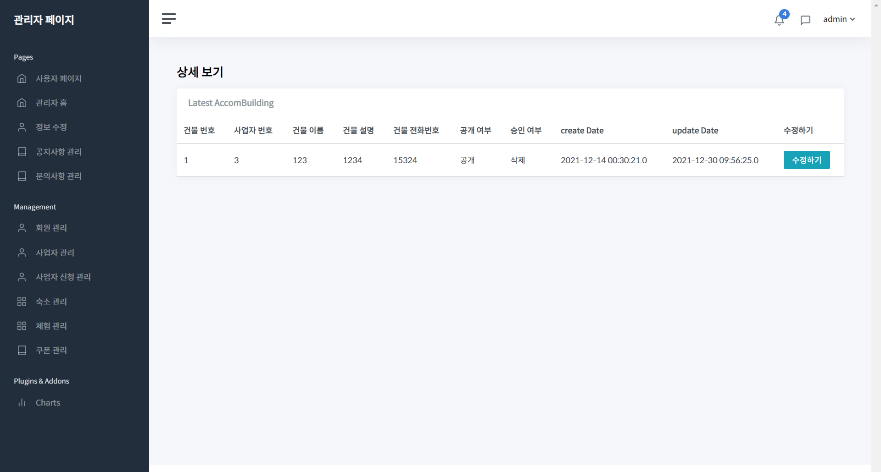 관리자 페이지
Pages
사용자 페이지
관리자 홈
정보 수정
공지사항 관리
문의사항 관리
Management
회원 관리
사업자 관리
사업자 신청 관리
숙소 관리
체험 관리
쿠폰 관리
Plugins & Addons
Charts
4
admin
상세 보기
Latest AccomBuilding
건물 번호 사업자 번호 건물 이름 건물 설명 건물 전화번호 공개 여부 승인 여부 create Date update Date 수정하기
1 3 123 1234 15324 공개 삭제 2021-12-14 00:30:21.0 2021-12-30 09:56:25.0 수정하기